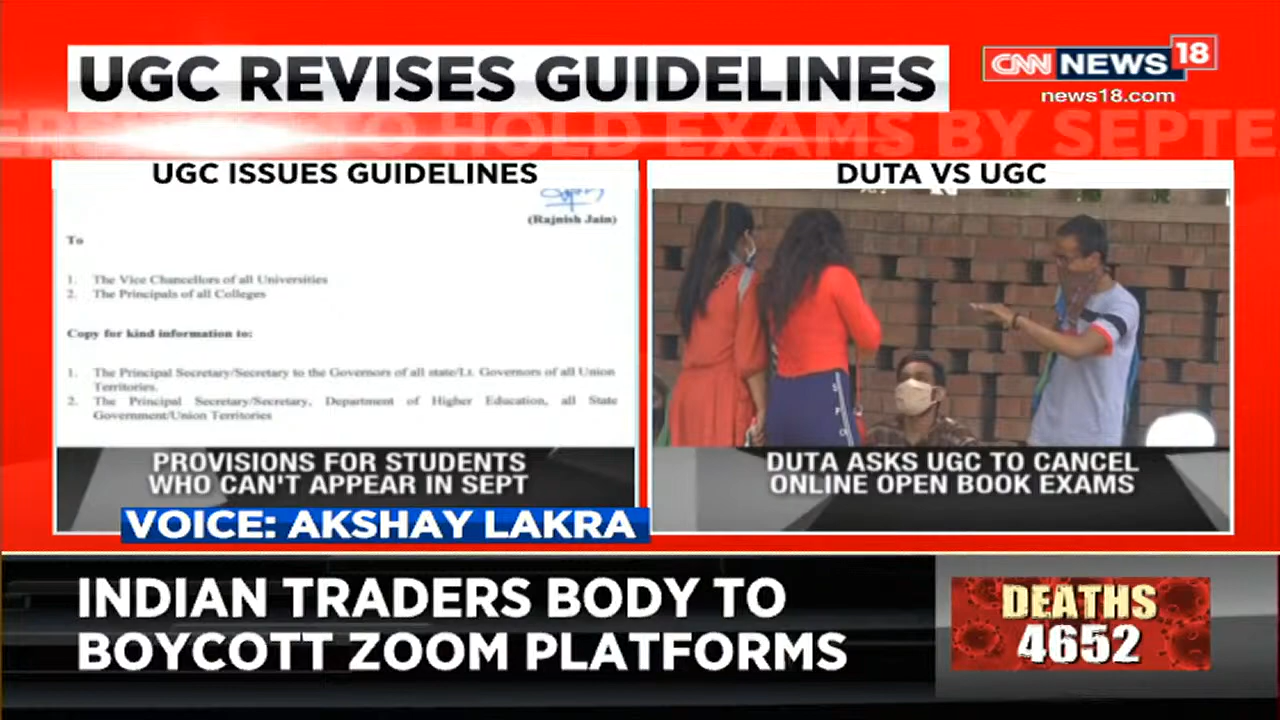 UGC REVISES GUIDELINES
CNN NEWS 18
news18.com
TO HOLD EXAMS BY SEPTE
UGC ISSUES GUIDELINES
(Rajnish Jain)
To
1. The Vice Chancellors of all Universities
2. The Principals of all Colleges
Copy for kind information to:
1. The Principal Secretary/Secretary to the Governors of all state/Lt. Governors of all Union
Territories.
2. The Principal Secretary/Secretary, Department of Higher Education, all State
Government/Union Territories
PROVISIONS FOR STUDENTS
WHO CAN'T APPEAR IN SEPT
VOICE: AKSHAY LAKRA
DUTA VS UGC
DUTA ASKS UGC TO CANCEL
ONLINE OPEN BOOK EXAMS
INDIAN TRADERS BODY TO
BOYCOTT ZOOM PLATFORMS
DEATHS
4652